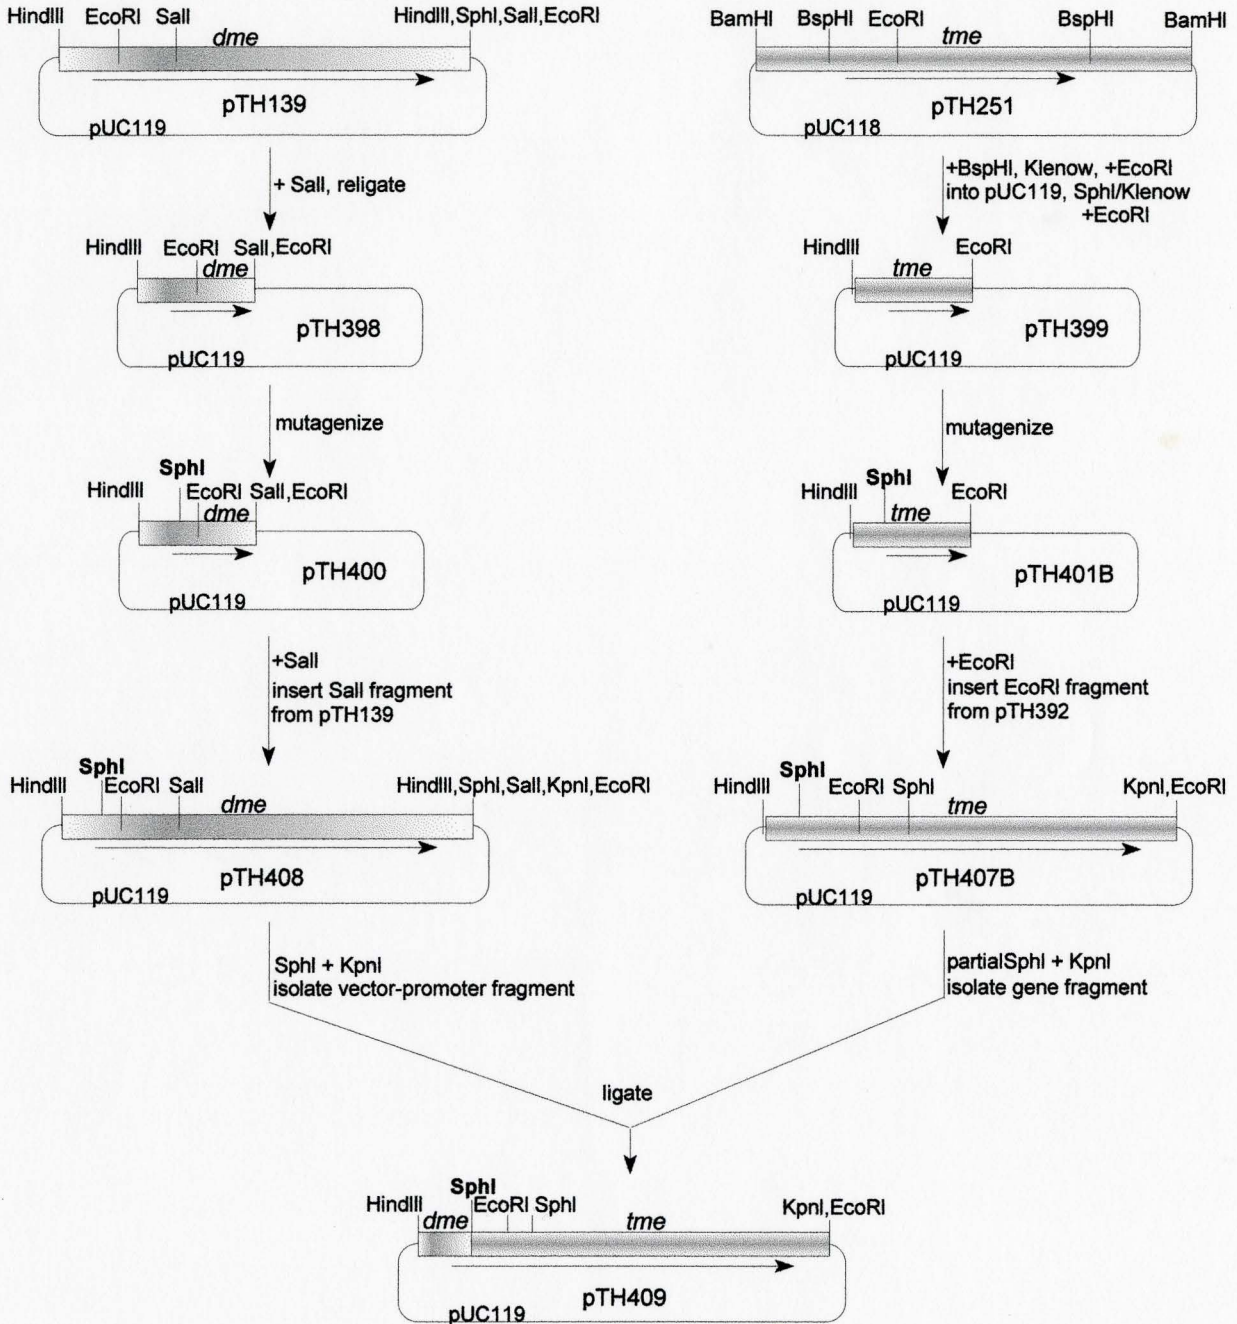 HindIII EcoRI SalI HindIII,SphI,SalI,EcoRI
dme
pTH139
pUC119
+ SalI, religate
HindIII EcoRI SalI,EcoRI
dme
pTH398
pUC119
mutagenize
SphI
HindIII EcoRI SalI,EcoRI
dme
pTH400
pUC119
+SalI
insert SalI fragment
from pTH139
SphI
HindIII EcoRI SalI HindIII,SphI,SalI,KpnI,EcoRI
dme
pTH408
pUC119
SphI + KpnI
isolate vector-promoter fragment
BamHI BspHI EcoRI BspHI BamHI
tme
pTH251
pUC118
+BspHI, Klenow, +EcoRI
into pUC119, SphI/Klenow
+EcoRI
HindIII EcoRI
tme
pTH399
pUC119
mutagenize
SphI
HindIII EcoRI
tme
pTH401B
pUC119
+EcoRI
insert EcoRI fragment
from pTH392
SphI
HindIII EcoRI SphI KpnI,EcoRI
tme
pTH407B
pUC119
partialSphI + KpnI
isolate gene fragment
ligate
SphI
HindIII EcoRI SphI KpnI,EcoRI
dme tme
pTH409
pUC119